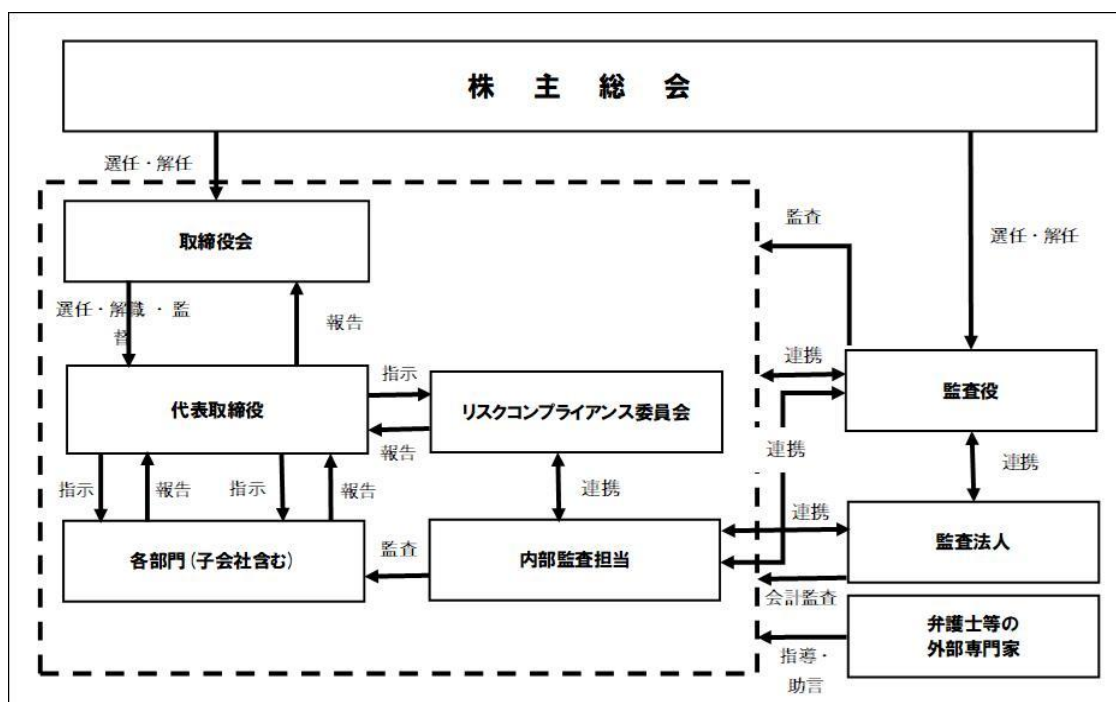 株 主 総 会
選任・解任
取締役会
監査
選任・解任
選任・解職・監
督
報告
連携
監査役
代表取締役
指示
リスクコンプライアンス委員会
報告
連携
連携
指示
報告
指示
報告
連携
連携
監査法人
各部門(子会社含む)
監査
内部監査担当
会計監査
弁護士等の
外部専門家
指導・
助言